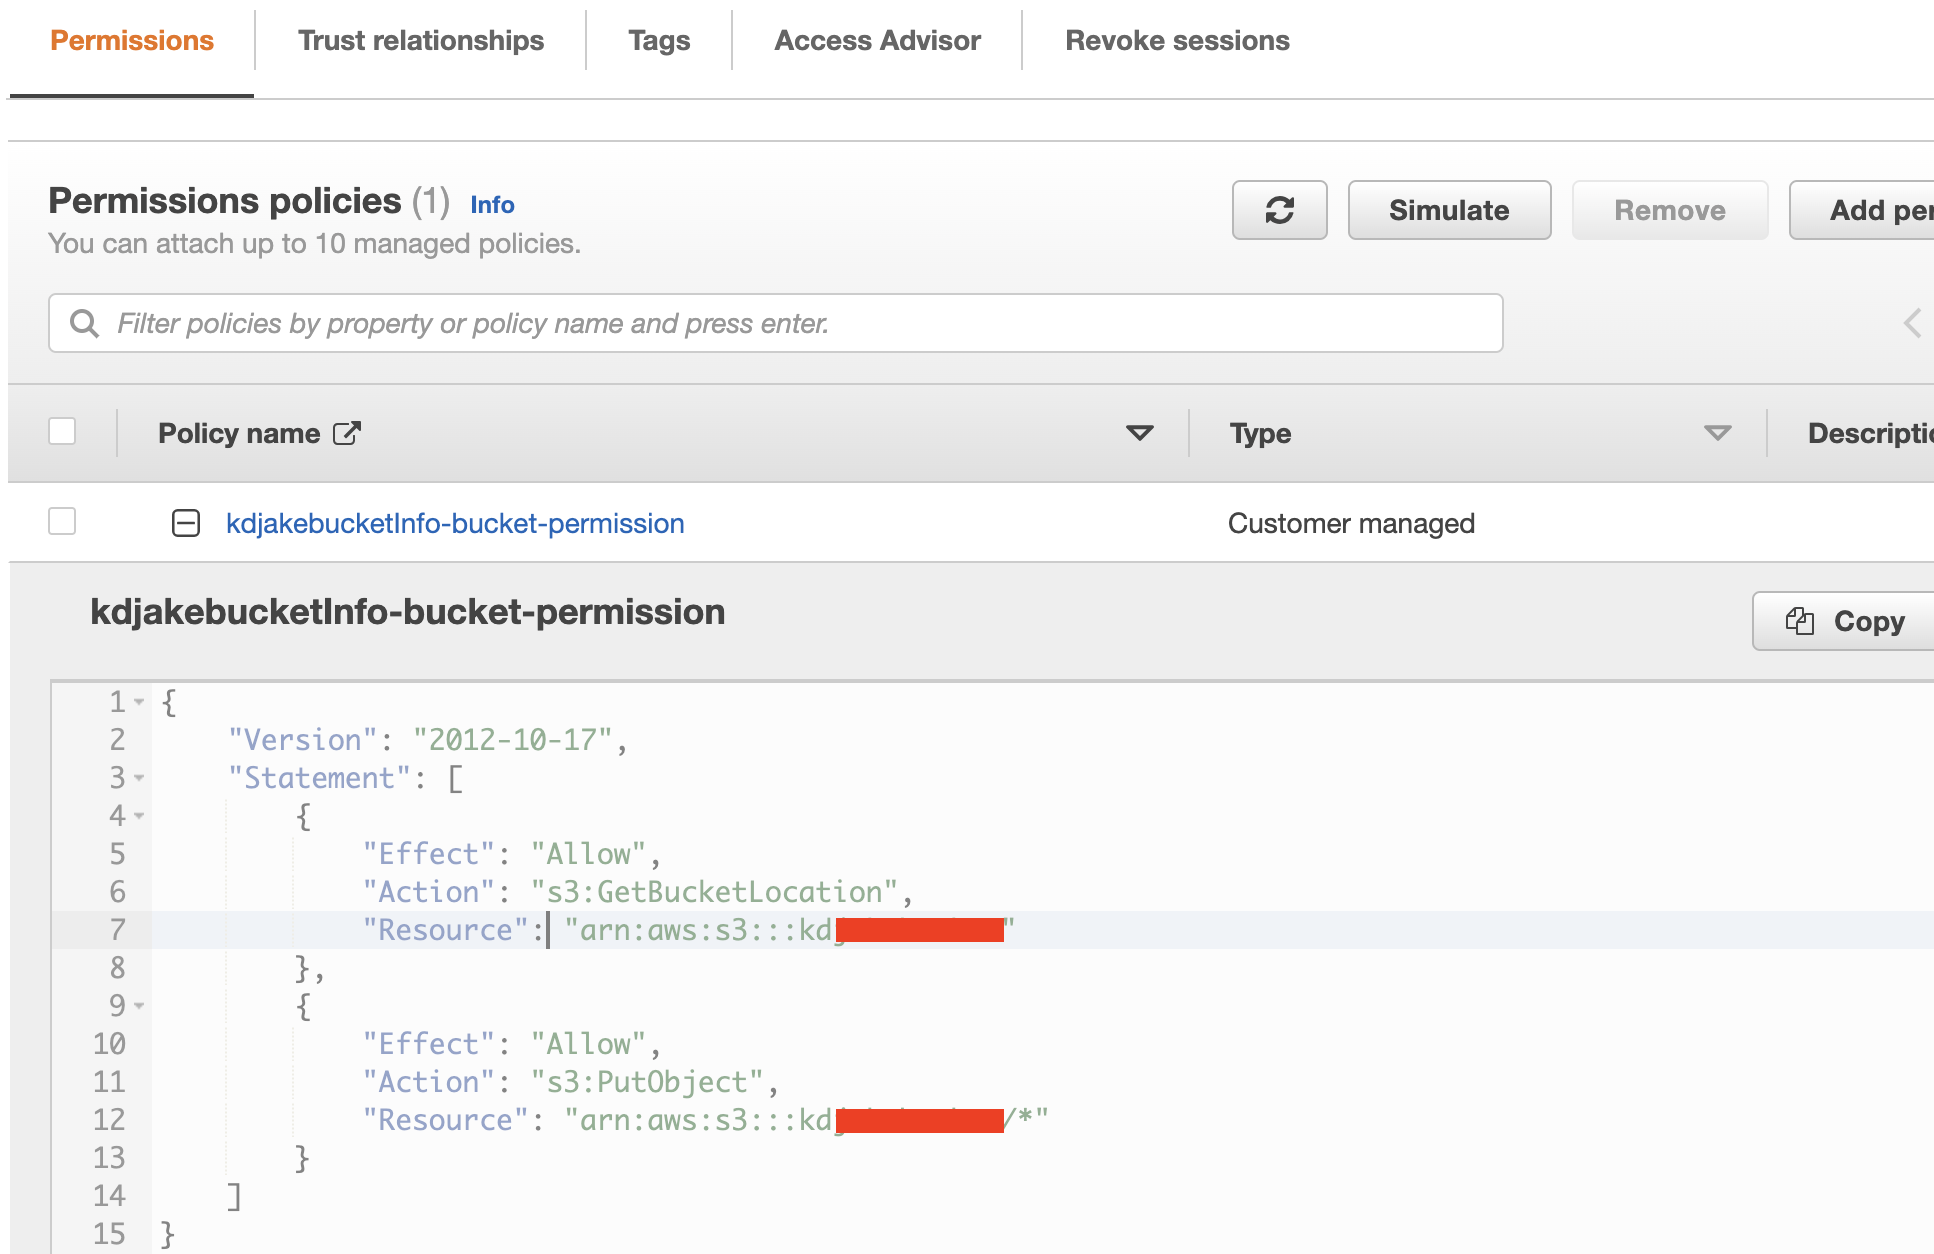 Permissions Trust relationships Tags Access Advisor Revoke sessions
Permissions policies (1) Info
You can attach up to 10 managed policies.
Simulate Remove Add
Filter policies by property or policy name and press enter.
Policy name Type
kdjakebucketInfo-bucket-permission Customer managed
kdjakebucketInfo-bucket-permission
Copy
1 {
2 "Version": "2012-10-17",
3 "Statement": [
4 {
5 "Effect": "Allow",
6 "Action": "s3:GetBucketLocation",
7 "Resource": "arn:aws:s3:::kd"
8 },
9 {
10 "Effect": "Allow",
11 "Action": "s3:PutObject",
12 "Resource": "arn:aws:s3:::kd/*"
13 }
14 ]
15 }